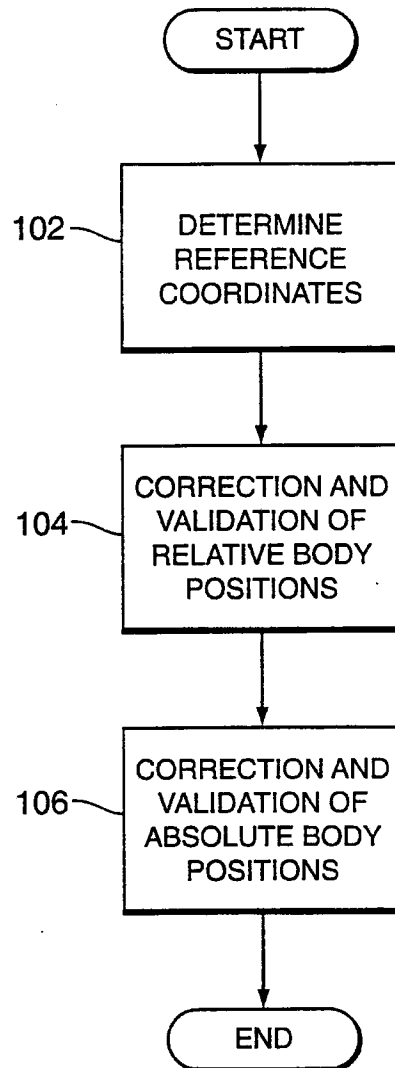 START
102
DETERMINE
REFERENCE
COORDINATES
104
CORRECTION AND
VALIDATION OF
RELATIVE BODY
POSITIONS
106
CORRECTION AND
VALIDATION OF
ABSOLUTE BODY
POSITIONS
END